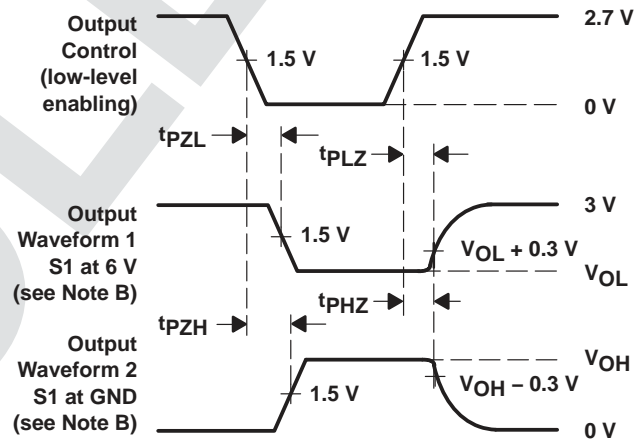 Output
Control
(low-level
enabling)
1.5 V
1.5 V
2.7 V
0 V
tPZL
tPLZ
Output
Waveform 1
S1 at 6 V
(see Note B)
1.5 V
3 V
VOL + 0.3 V
VOL
tPHZ
tPZH
Output
Waveform 2
S1 at GND
(see Note B)
1.5 V
VOH
VOH − 0.3 V
0 V